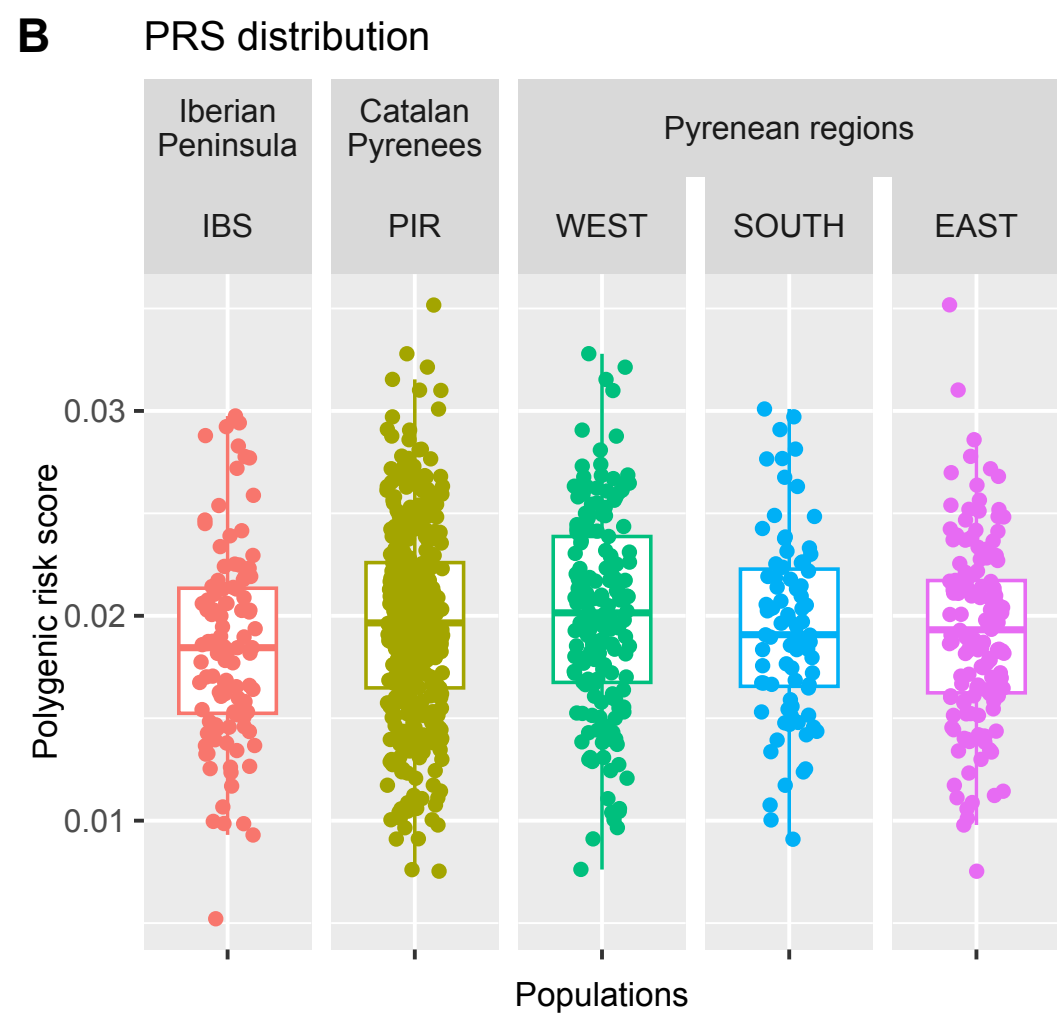 B PRS distribution
Iberian
Peninsula
Catalan
Pyrenees
Pyrenean regions
IBS
PIR
WEST
SOUTH
EAST
Polygenic risk score
0.03
0.02
0.01
Populations